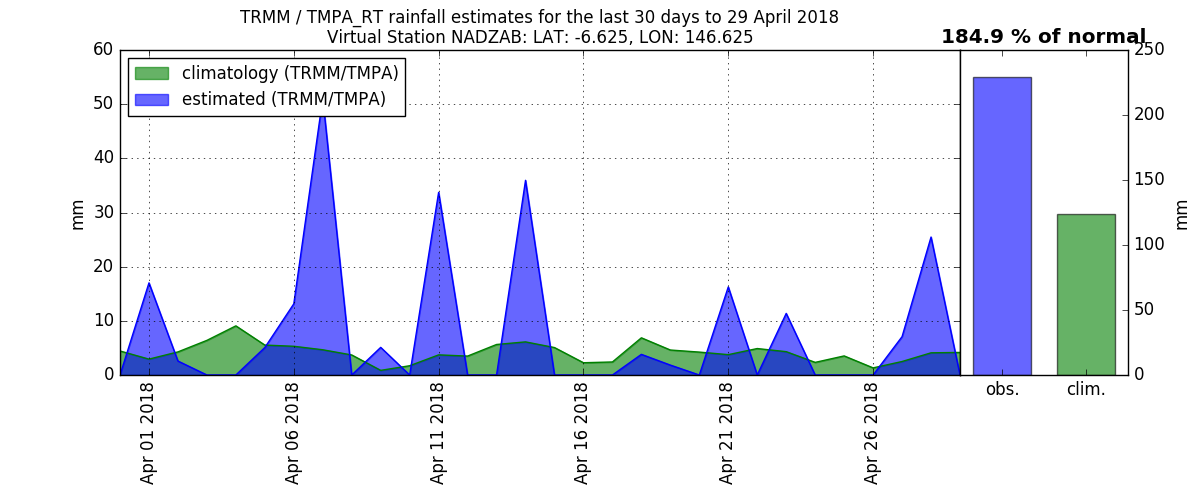 TRMM / TMPA_RT rainfall estimates for the last 30 days to 29 April 2018
Virtual Station NADZAB: LAT: -6.625, LON: 146.625
184.9 % of normal
climatology (TRMM/TMPA)
estimated (TRMM/TMPA)
60
50
40
30
20
10
0
mm
250
200
150
100
50
0
mm
Apr 01 2018
Apr 06 2018
Apr 11 2018
Apr 16 2018
Apr 21 2018
Apr 26 2018
obs.
clim.